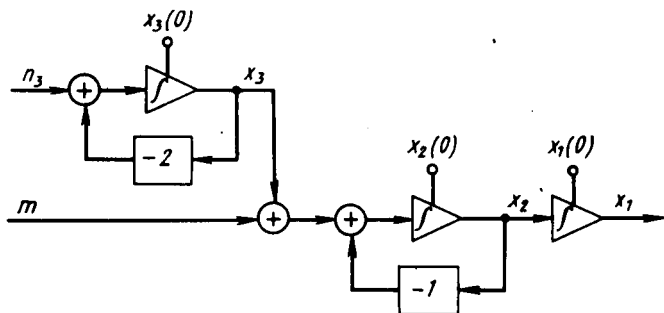 x₃(0)
n₃
+
∫
x₃
−2
x₂(0)
x₁(0)
m
+
+
∫
x₂
∫
x₁
−1